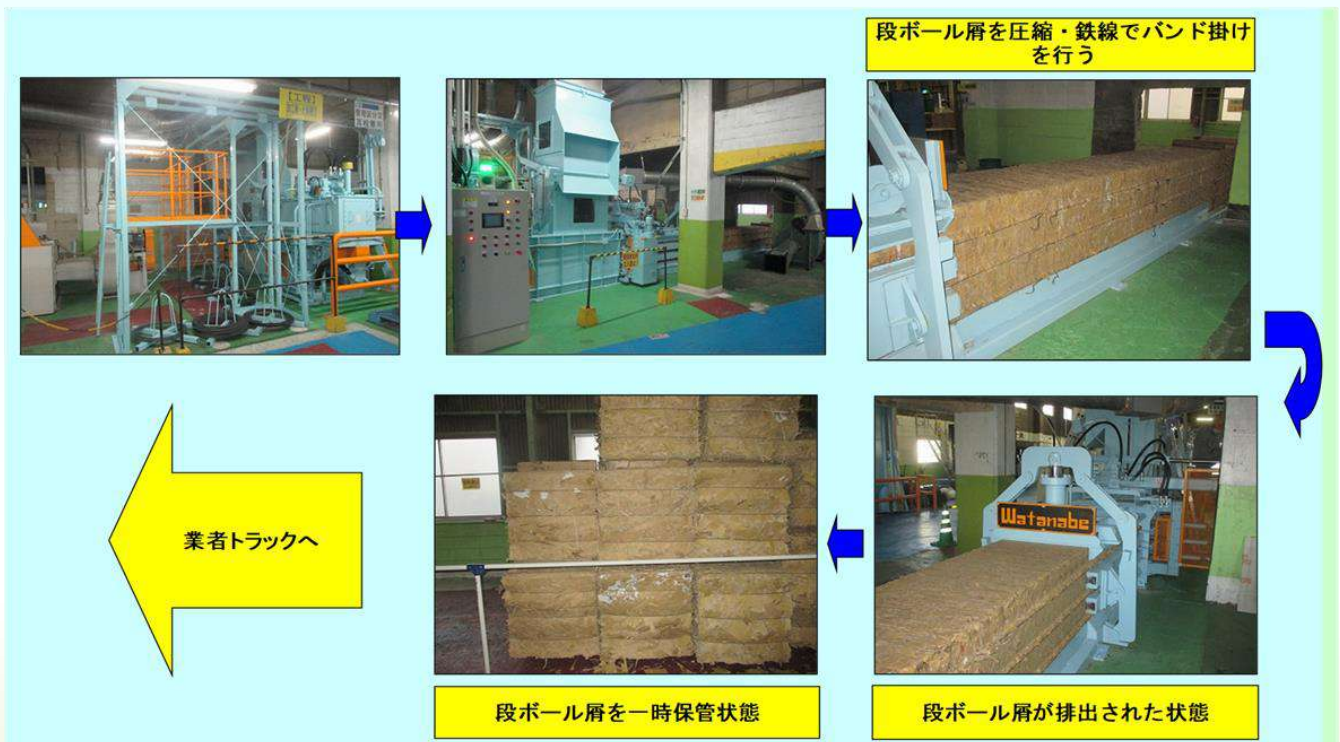 段ボール屑を圧縮・鉄線でバンド掛け
を行う
業者トラックへ
Watanabe
段ボール屑を一時保管状態
段ボール屑が排出された状態